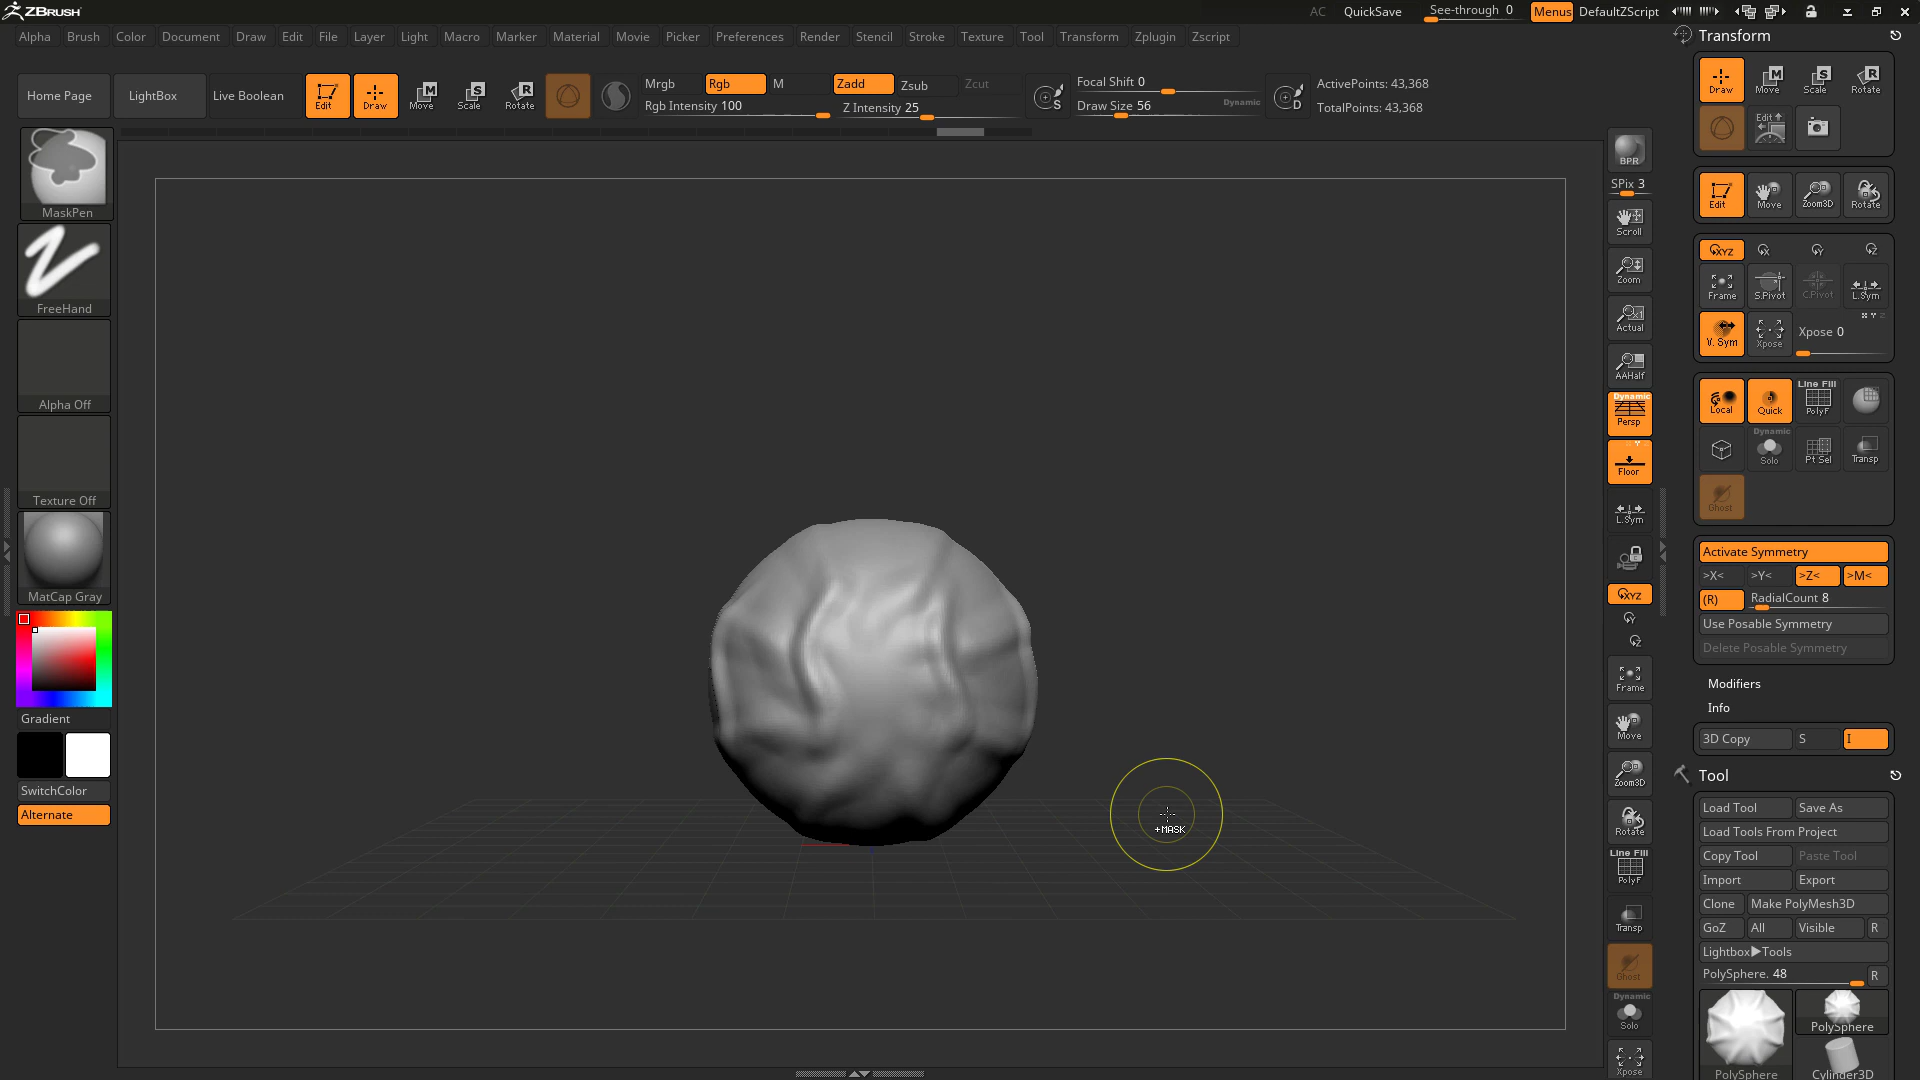 ZBRUSH
AC QuickSave See-through 0 Menus DefaultZScript
Alpha Brush Color Document Draw Edit File Layer Light Macro Marker Material Movie Picker Preferences Render Stencil Stroke Texture Tool Transform Zplugin Zscript
Home Page LightBox Live Boolean Edit Draw Move Scale Rotate
Mrgb Rgb M Zadd Zsub Zcut
Rgb Intensity 100 Z Intensity 25
S Focal Shift 0
Draw Size 56 Dynamic
D ActivePoints: 43,368
TotalPoints: 43,368
MaskPen
FreeHand
Alpha Off
Texture Off
MatCap Gray
Gradient
SwitchColor
Alternate
+MASK
BPR
SPix 3
Scroll
Zoom
Actual
AAHalf
Dynamic
Persp
Floor
L.Sym
XYZ
Y
Z
Frame
Move
Zoom3D
Rotate
Line Fill
PolyF
Transp
Ghost
Dynamic
Solo
Xpose
Transform
Draw Move Scale Rotate
Edit
Edit Move Zoom3D Rotate
XYZ X Y Z
Frame S.Pivot C.Pivot L.Sym
X Y Z
V. Sym Xpose Xpose 0
Line Fill
Local Quick PolyF
Dynamic
Solo Pt Sel Transp
Ghost
Activate Symmetry
>X< >Y< >Z< >M<
(R) RadialCount 8
Use Posable Symmetry
Delete Posable Symmetry
Modifiers
Info
3D Copy S I
Tool
Load Tool Save As
Load Tools From Project
Copy Tool Paste Tool
Import Export
Clone Make PolyMesh3D
GoZ All Visible R
Lightbox▶Tools
PolySphere. 48 R
PolySphere
PolySphere Cylinder3D